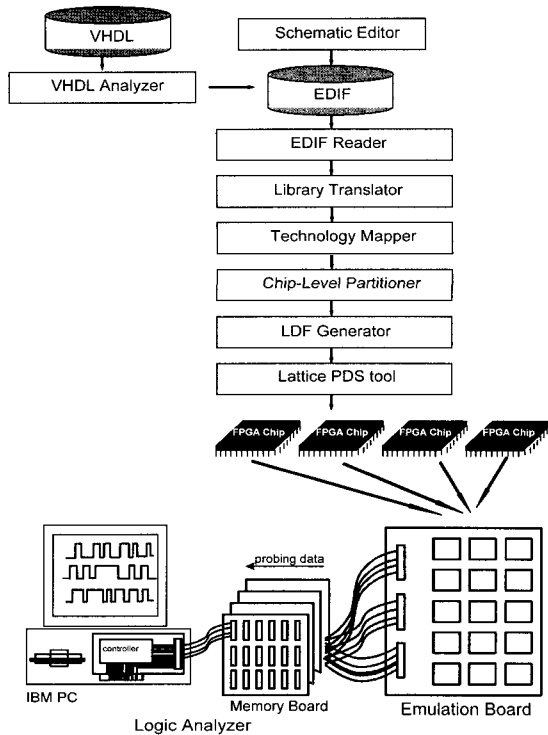 VHDL
Schematic Editor
VHDL Analyzer
EDIF
EDIF Reader
Library Translator
Technology Mapper
Chip-Level Partitioner
LDF Generator
Lattice PDS tool
FPGA Chip
FPGA Chip
FPGA Chip
FPGA Chip
probing data
controller
IBM PC
Memory Board
Emulation Board
Logic Analyzer